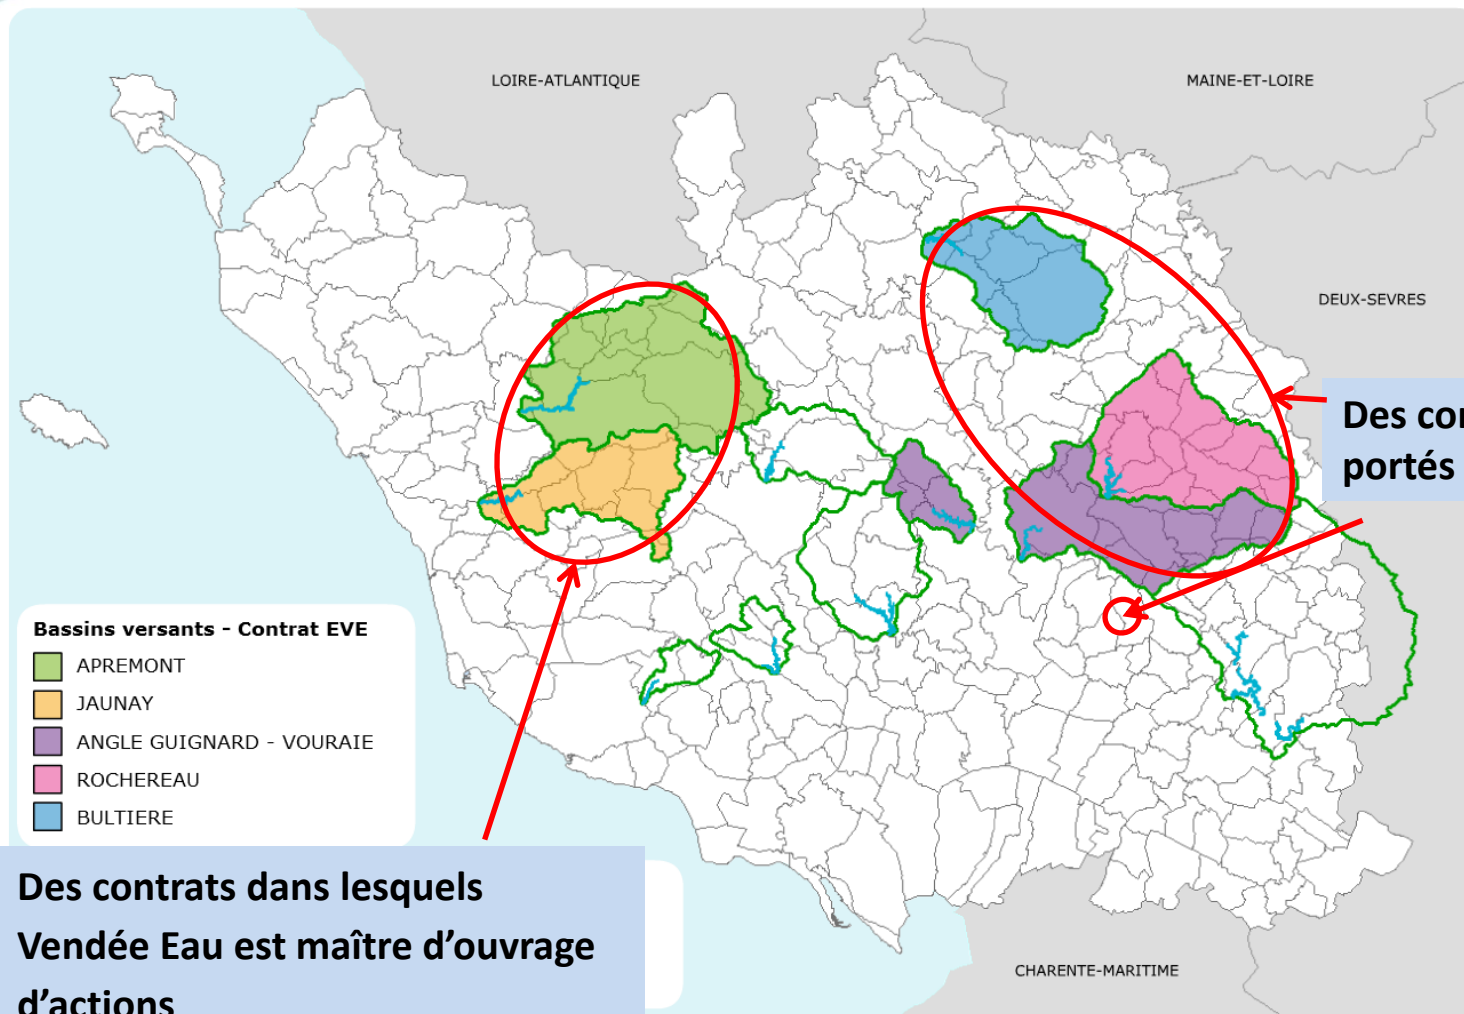 LOIRE-ATLANTIQUE
MAINE-ET-LOIRE
DEUX-SEVRES
Des con
portés
Bassins versants - Contrat EVE
APREMONT
JAUNAY
ANGLE GUIGNARD - VOURAIE
ROCHEREAU
BULTIERE
Des contrats dans lesquels
Vendée Eau est maître d’ouvrage
d’actions
CHARENTE-MARITIME